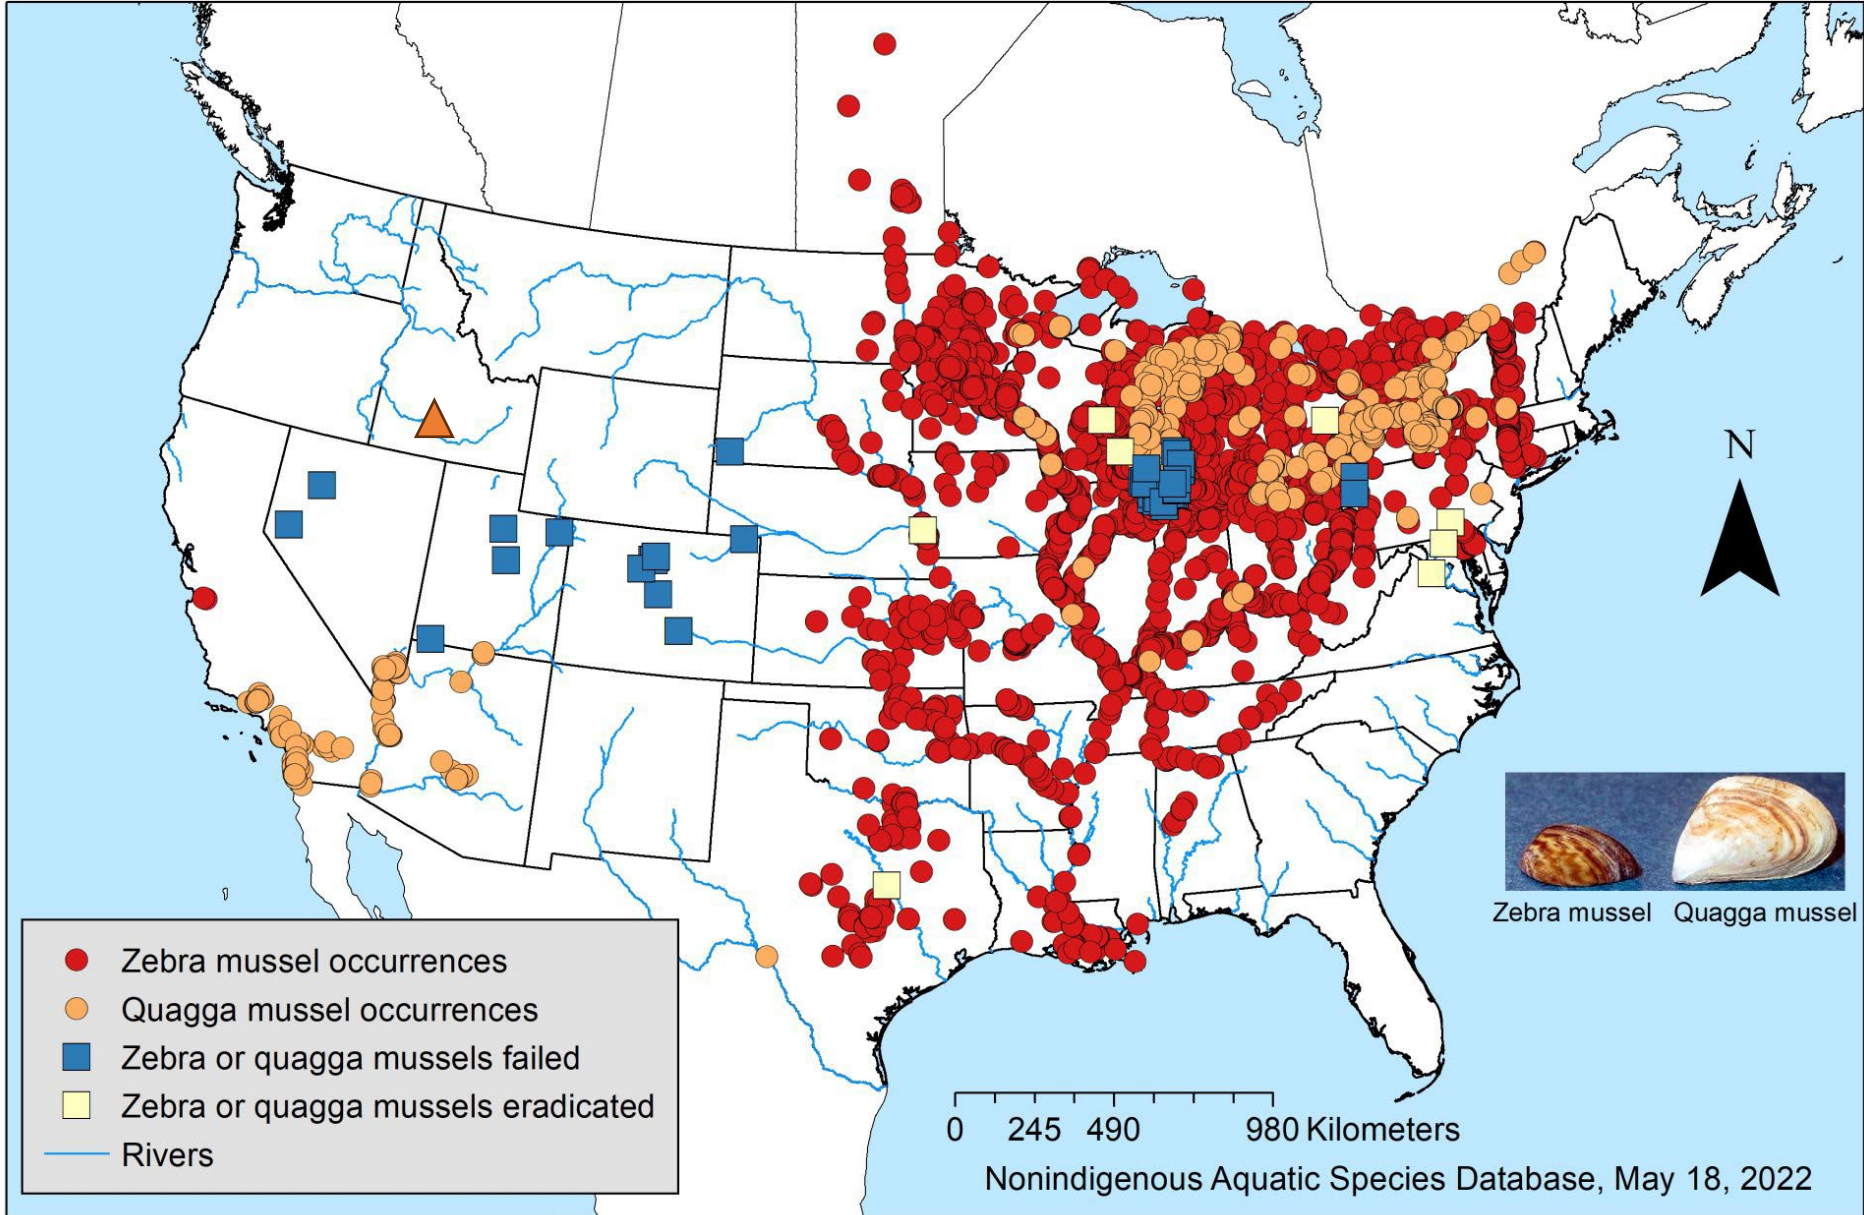 N
Zebra mussel
Quagga mussel
Zebra mussel occurrences
Quagga mussel occurrences
Zebra or quagga mussels failed
Zebra or quagga mussels eradicated
Rivers
0 245 490 980 Kilometers
Nonindigenous Aquatic Species Database, May 18, 2022